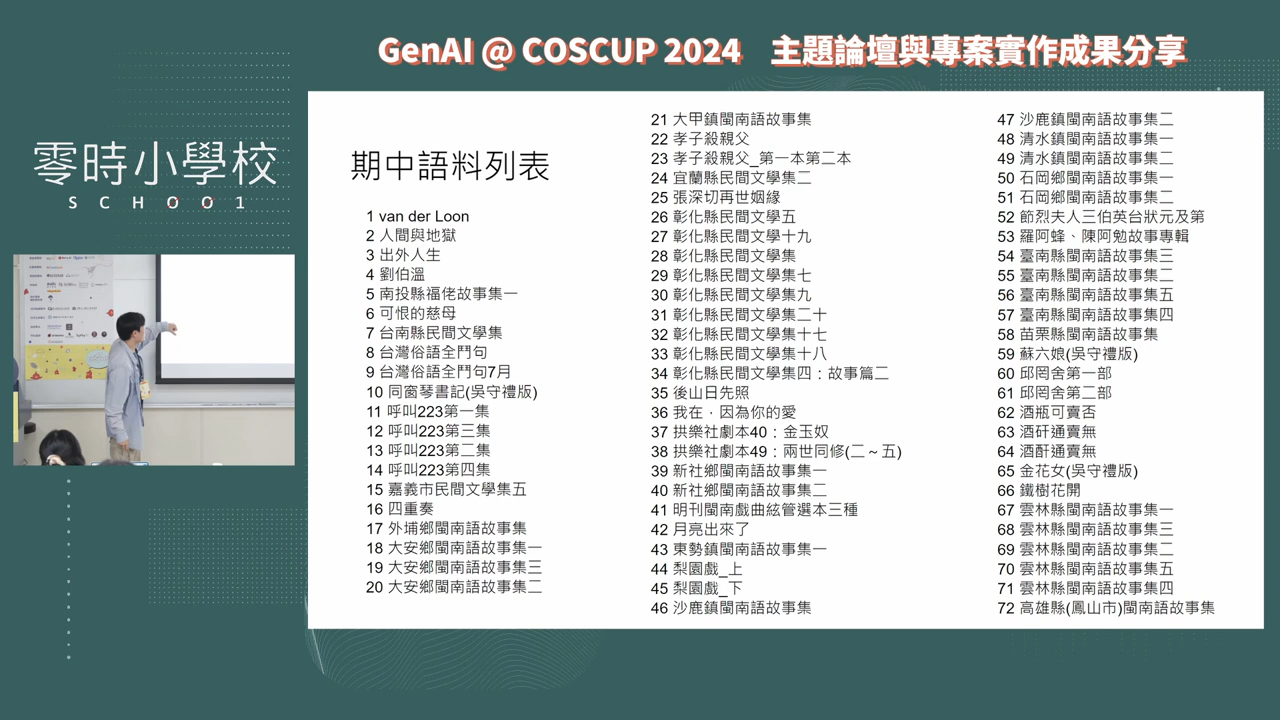 GenAI @ COSCUP 2024 主題論壇與專案實作成果分享
零時小學校
SCHOO1
期中語料列表
1 van der Loon
2 人間與地獄
3 出外人生
4 劉伯溫
5 南投縣福佬故事集一
6 可恨的慈母
7 台南縣民間文學集
8 台灣俗語全鬥句
9 台灣俗語全鬥句7月
10 同窗琴書記(吳守禮版)
11 呼叫223第一集
12 呼叫223第三集
13 呼叫223第二集
14 呼叫223第四集
15 嘉義市民間文學集五
16 四重奏
17 外埔鄉閩南語故事集
18 大安鄉閩南語故事集一
19 大安鄉閩南語故事集三
20 大安鄉閩南語故事集二
21 大甲鎮閩南語故事集
22 孝子殺親父
23 孝子殺親父_第一本第二本
24 宜蘭縣民間文學集二
25 張深切再世姻緣
26 彰化縣民間文學五
27 彰化縣民間文學十九
28 彰化縣民間文學集
29 彰化縣民間文學集七
30 彰化縣民間文學集九
31 彰化縣民間文學集二十
32 彰化縣民間文學集十七
33 彰化縣民間文學集十八
34 彰化縣民間文學集四：故事篇二
35 後山日先照
36 我在，因為你的愛
37 拱樂社劇本40：金玉奴
38 拱樂社劇本49：兩世同修(二～五)
39 新社鄉閩南語故事集一
40 新社鄉閩南語故事集二
41 明刊閩南戲曲絃管選本三種
42 月亮出來了
43 東勢鎮閩南語故事集一
44 梨園戲_上
45 梨園戲_下
46 沙鹿鎮閩南語故事集
47 沙鹿鎮閩南語故事集二
48 清水鎮閩南語故事集一
49 清水鎮閩南語故事集二
50 石岡鄉閩南語故事集一
51 石岡鄉閩南語故事集二
52 節烈夫人三伯英台狀元及第
53 羅阿蜂、陳阿勉故事專輯
54 臺南縣閩南語故事集三
55 臺南縣閩南語故事集二
56 臺南縣閩南語故事集五
57 臺南縣閩南語故事集四
58 苗栗縣閩南語故事集
59 蘇六娘(吳守禮版)
60 邱罔舍第一部
61 邱罔舍第二部
62 酒瓶可賣否
63 酒矸通賣無
64 酒酐通賣無
65 金花女(吳守禮版)
66 鐵樹花開
67 雲林縣閩南語故事集一
68 雲林縣閩南語故事集三
69 雲林縣閩南語故事集二
70 雲林縣閩南語故事集五
71 雲林縣閩南語故事集四
72 高雄縣(鳳山市)閩南語故事集